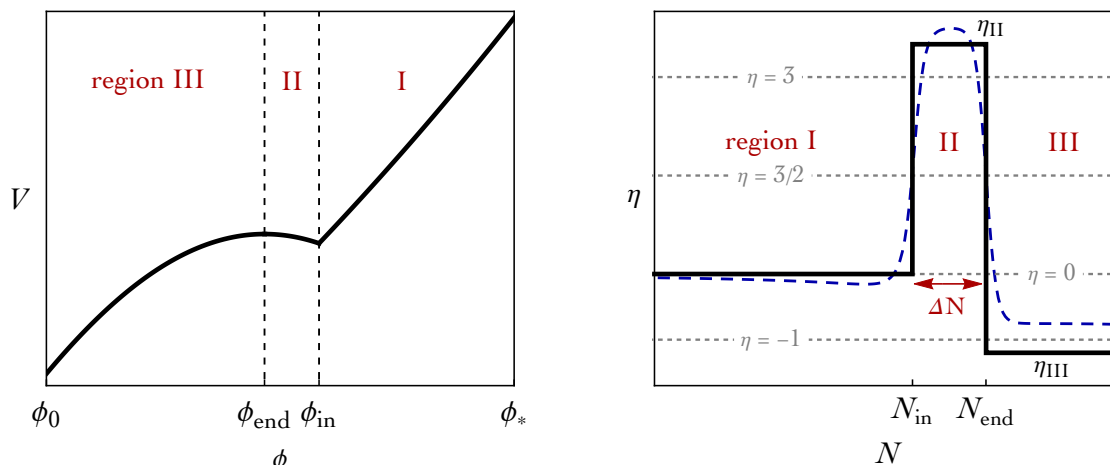 region III
II
I
V
ϕ0
ϕend
ϕin
ϕ*
ϕ
ηII
η = 3
region I
II
III
η = 3/2
η
η = 0
ΔN
η = −1
ηIII
Nin
Nend
N